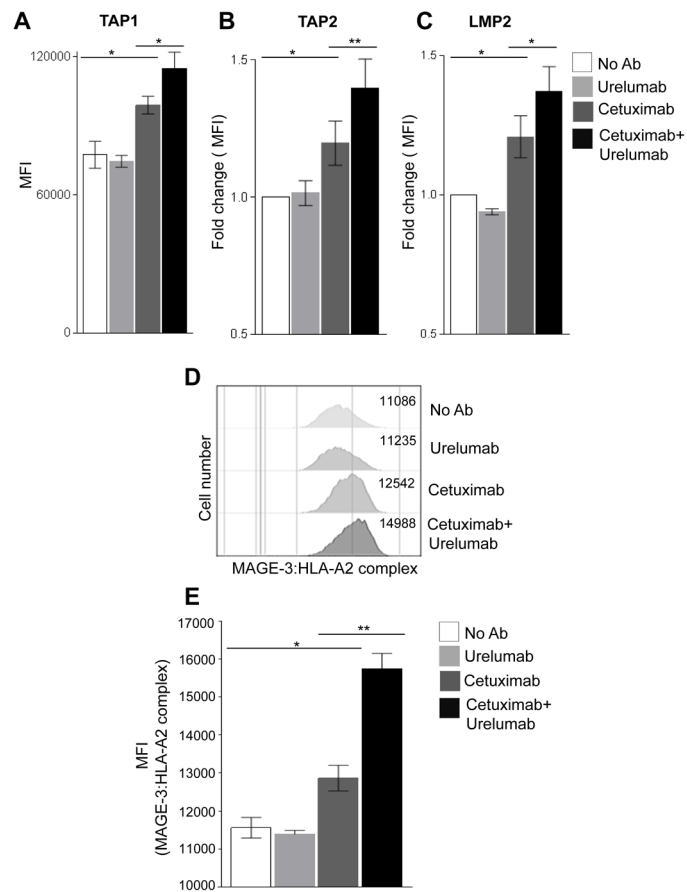 A
TAP1
*
*
120000
60000
0
MFI
B
TAP2
*
**
1.5
1.0
0.5
Fold change ( MFI)
C
LMP2
*
*
1.5
1.0
0.5
Fold change ( MFI)
No Ab
Urelumab
Cetuximab
Cetuximab+
Urelumab
D
Cell number
11086
No Ab
11235
Urelumab
12542
Cetuximab
14988
Cetuximab+
Urelumab
MAGE-3:HLA-A2 complex
E
MFI
(MAGE-3:HLA-A2 complex)
17000
16000
15000
14000
13000
12000
11000
10000
*
**
No Ab
Urelumab
Cetuximab
Cetuximab+
Urelumab